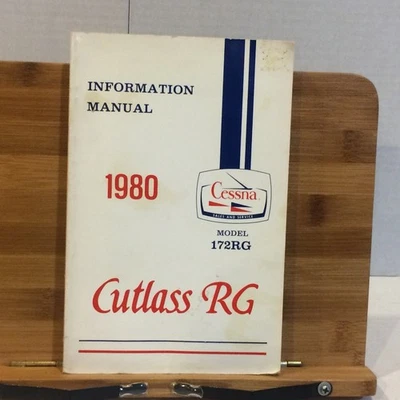 INFORMATION
MANUAL
1980
Cessna
SALES AND SERVICE
MODEL
172RG
Cutlass RG